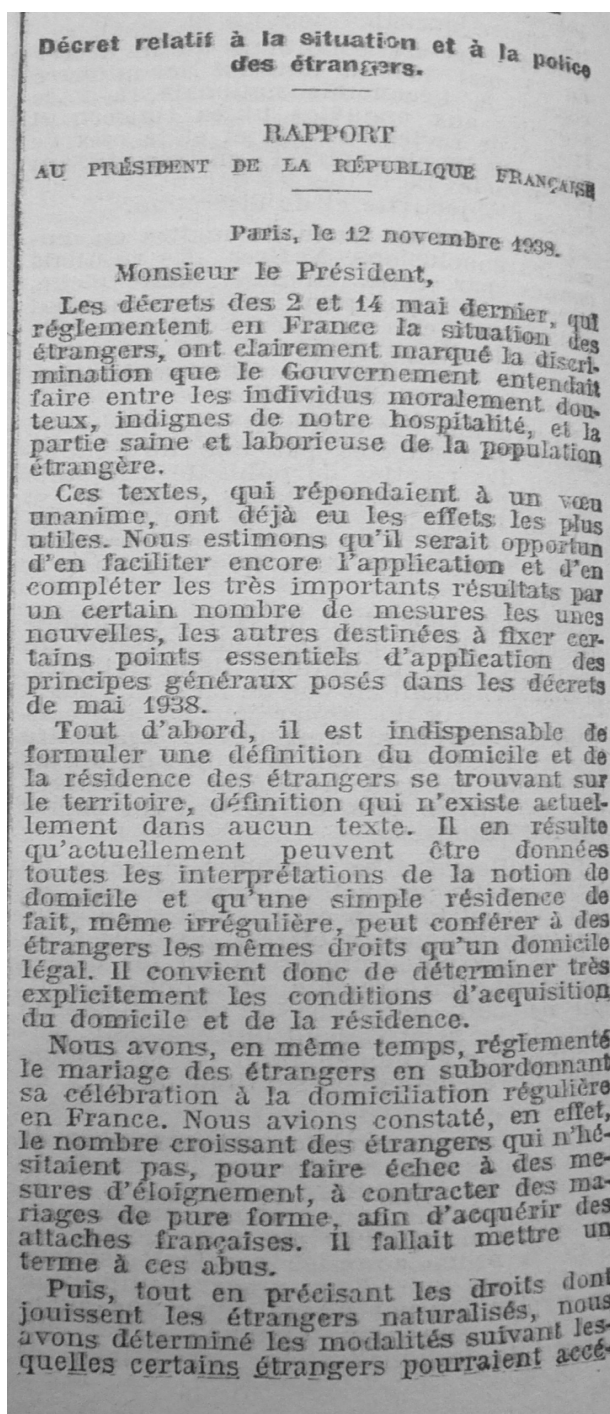 Décret relatif à la situation et à la police
des étrangers.
RAPPORT
AU PRÉSIDENT DE LA RÉPUBLIQUE FRANÇAISE
Paris, le 12 novembre 1938.
Monsieur le Président,
Les décrets des 2 et 14 mai dernier, qui
réglementent en France la situation des
étrangers, ont clairement marqué la discri-
mination que le Gouvernement entendait
faire entre les individus moralement dou-
teux, indignes de notre hospitalité, et la
partie saine et laborieuse de la population
étrangère.
Ces textes, qui répondaient à un vœu
unanime, ont déjà eu les effets les plus
utiles. Nous estimons qu'il serait opportun
d'en faciliter encore l'application et d'en
compléter les très importants résultats par
un certain nombre de mesures les unes
nouvelles, les autres destinées à fixer cer-
tains points essentiels d'application des
principes généraux posés dans les décrets
de mai 1938.
Tout d'abord, il est indispensable de
formuler une définition du domicile et de
la résidence des étrangers se trouvant sur
le territoire, définition qui n'existe actuel-
lement dans aucun texte. Il en résulte
qu'actuellement peuvent être données
toutes les interprétations de la notion de
domicile et qu'une simple résidence de
fait, même irrégulière, peut conférer à des
étrangers les mêmes droits qu'un domicile
légal. Il convient donc de déterminer très
explicitement les conditions d'acquisition
du domicile et de la résidence.
Nous avons, en même temps, réglementé
le mariage des étrangers en subordonnant
sa célébration à la domiciliation régulière
en France. Nous avions constaté, en effet,
le nombre croissant des étrangers qui n'hé-
sitaient pas, pour faire échec à des me-
sures d'éloignement, à contracter des ma-
riages de pure forme, afin d'acquérir des
attaches françaises. Il fallait mettre un
terme à ces abus.
Puis, tout en précisant les droits dont
jouissent les étrangers naturalisés, nous
avons déterminé les modalités suivant les-
quelles certains étrangers pourraient accé-